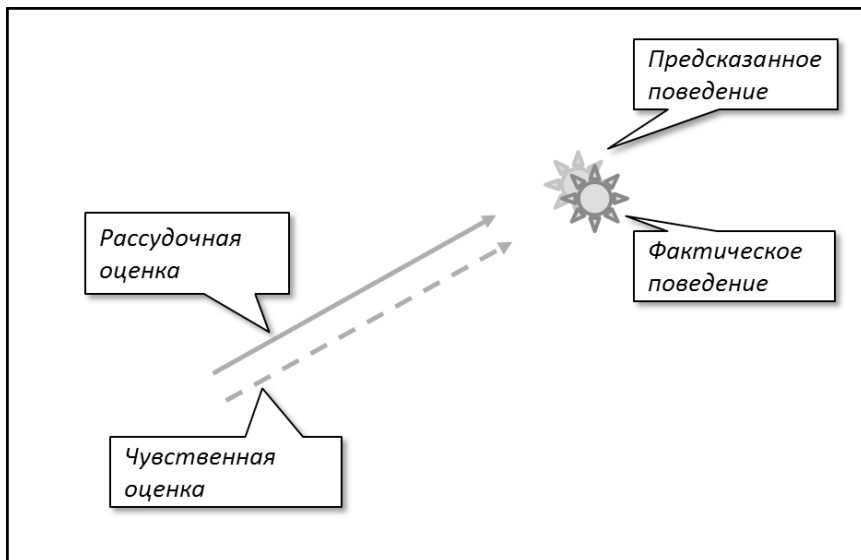 Предсказанное
поведение
Рассудочная
оценка
Фактическое
поведение
Чувственная
оценка